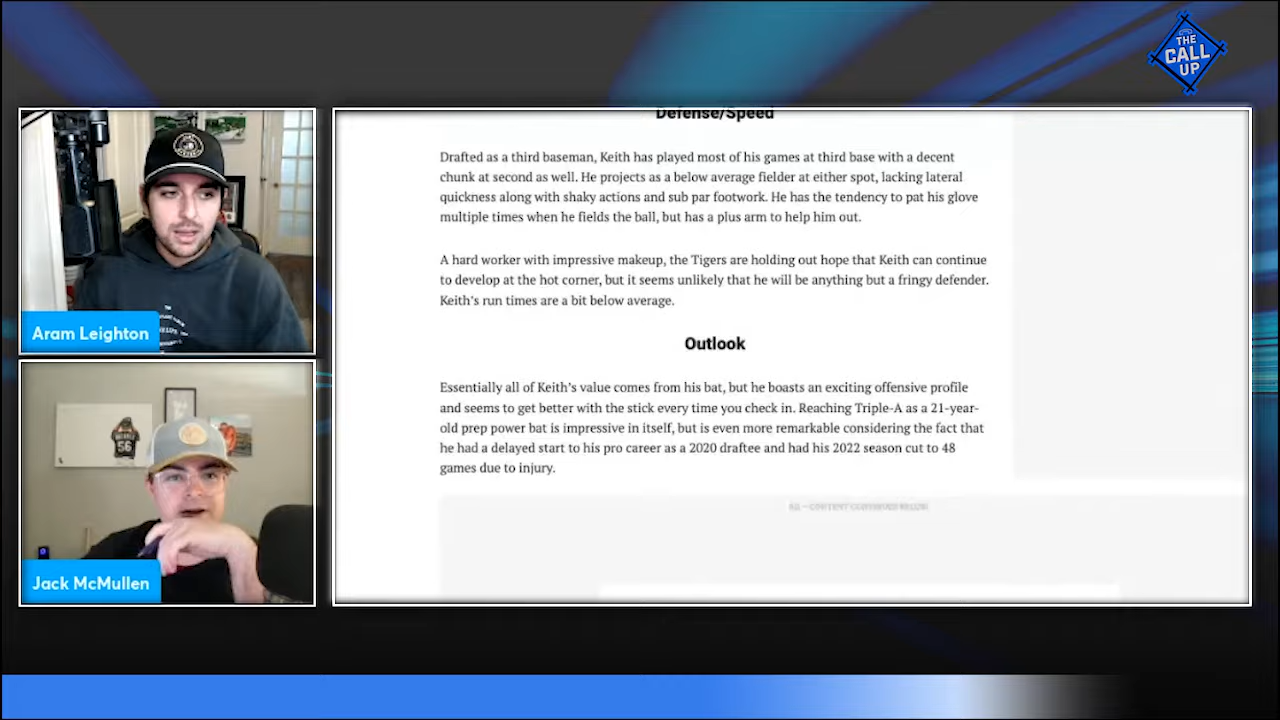 THE
CALL
UP
Defense/Speed
Drafted as a third baseman, Keith has played most of his games at third base with a decent
chunk at second as well. He projects as a below average fielder at either spot, lacking lateral
quickness along with shaky actions and sub par footwork. He has the tendency to pat his glove
multiple times when he fields the ball, but has a plus arm to help him out.
A hard worker with impressive makeup, the Tigers are holding out hope that Keith can continue
to develop at the hot corner, but it seems unlikely that he will be anything but a fringy defender.
Keith's run times are a bit below average.
Outlook
Essentially all of Keith's value comes from his bat, but he boasts an exciting offensive profile
and seems to get better with the stick every time you check in. Reaching Triple-A as a 21-year-
old prep power bat is impressive in itself, but is even more remarkable considering the fact that
he had a delayed start to his pro career as a 2020 draftee and had his 2022 season cut to 48
games due to injury.
AD – CONTENT CONTINUES BELOW
Aram Leighton
56
Jack McMullen